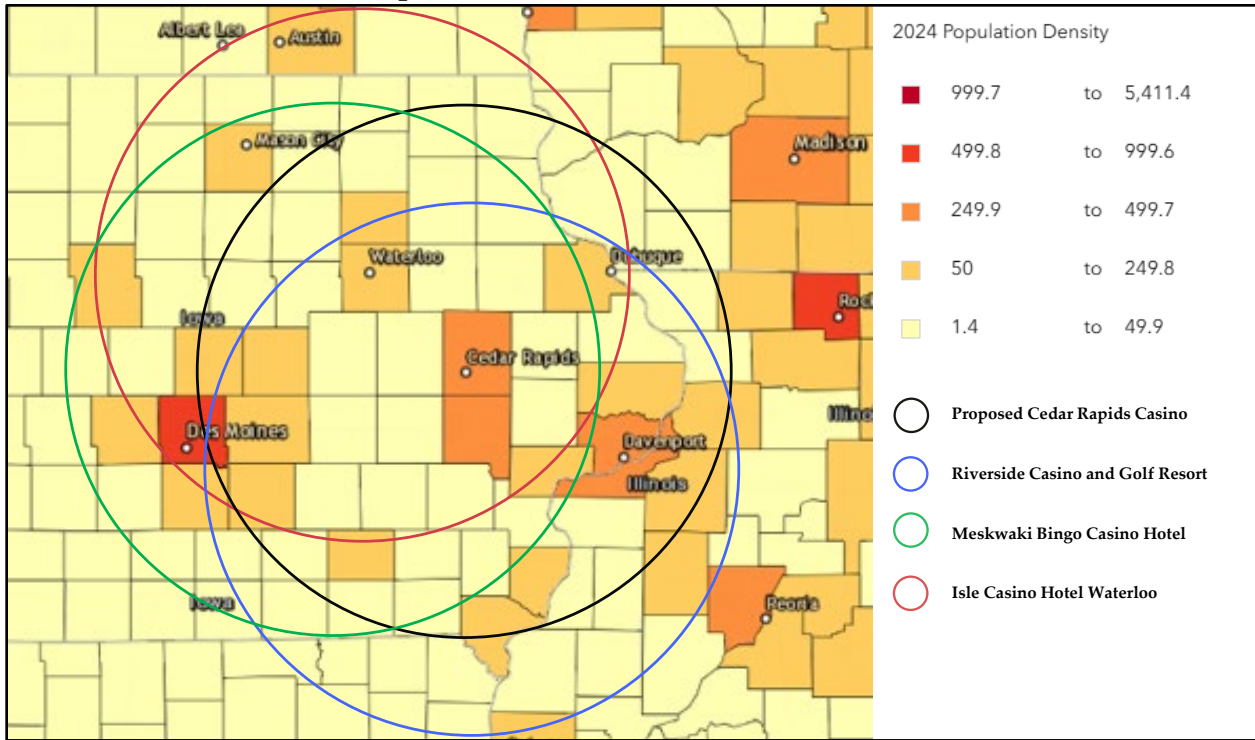 Albert Lea
Austin
Mason City
Madison
Waterloo
Dubuque
Iowa
Roc
Cedar Rapids
Des Moines
Davenport
Illino
Illinois
Iowa
Peoria
2024 Population Density
999.7 to 5,411.4
499.8 to 999.6
249.9 to 499.7
50 to 249.8
1.4 to 49.9
Proposed Cedar Rapids Casino
Riverside Casino and Golf Resort
Meskwaki Bingo Casino Hotel
Isle Casino Hotel Waterloo